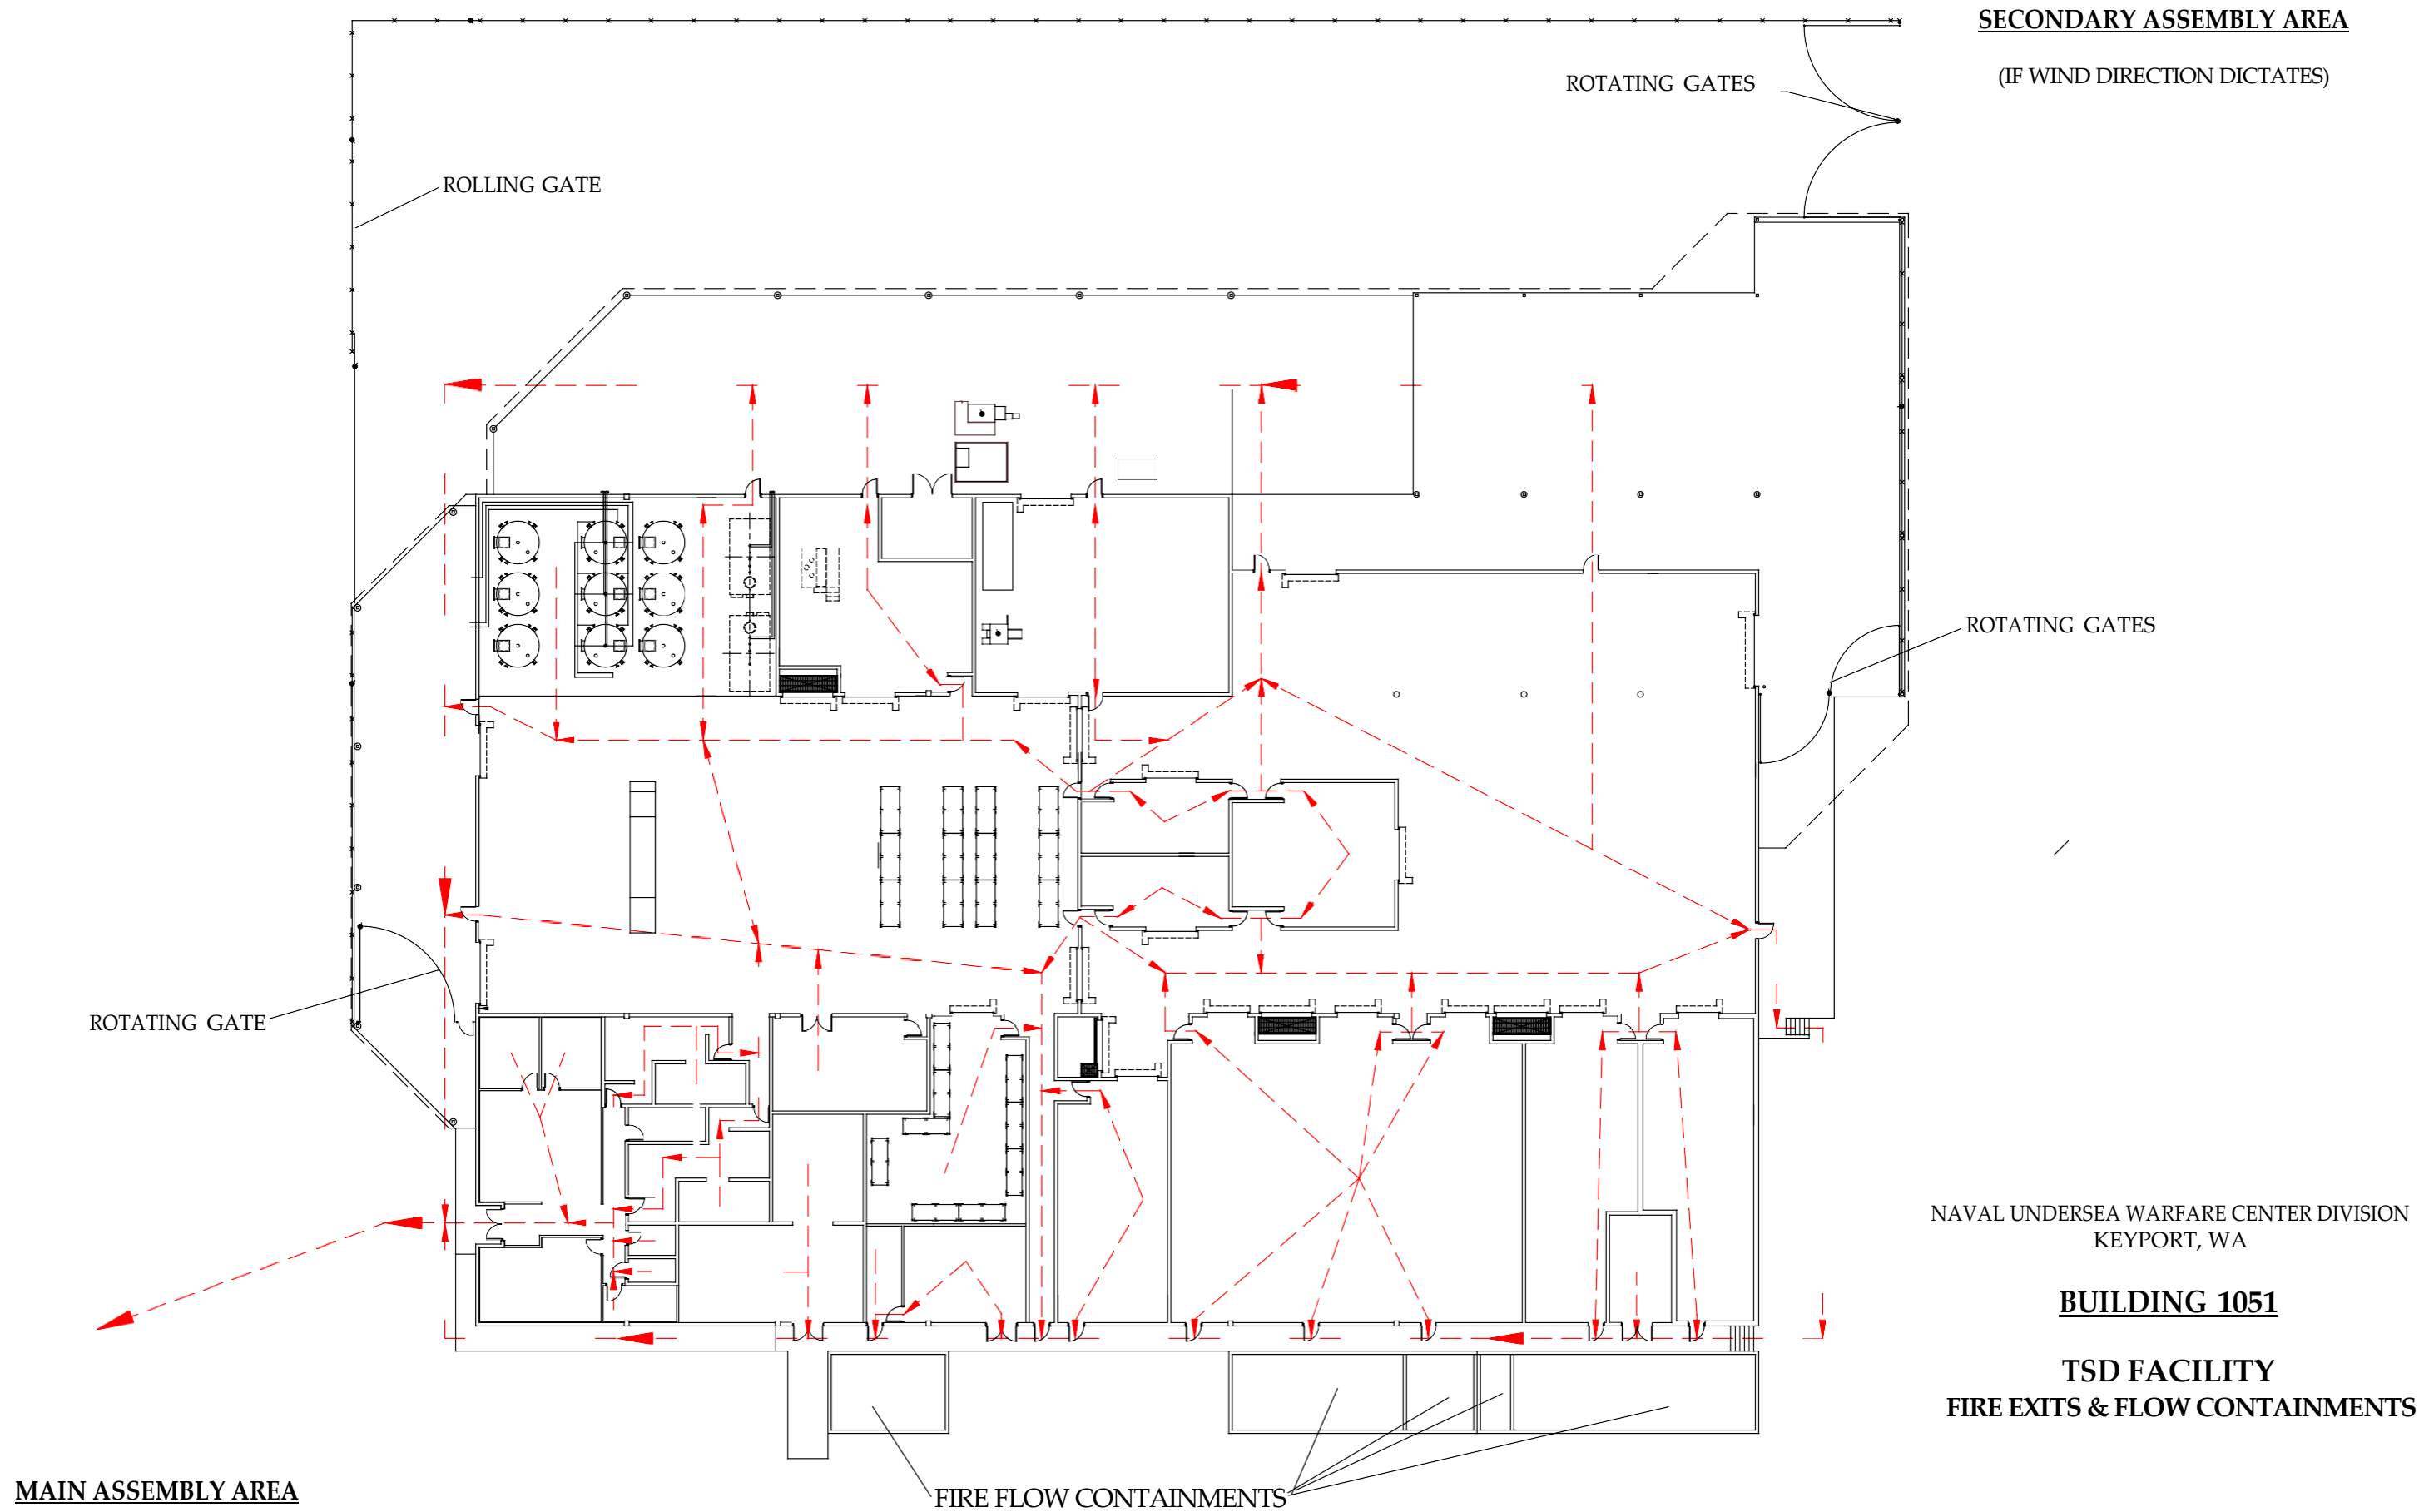 SECONDARY ASSEMBLY AREA
(IF WIND DIRECTION DICTATES)
ROTATING GATES
ROLLING GATE
ROTATING GATES
ROTATING GATE
NAVAL UNDERSEA WARFARE CENTER DIVISION
KEYPORT, WA
BUILDING 1051
TSD FACILITY
FIRE EXITS & FLOW CONTAINMENTS
MAIN ASSEMBLY AREA
FIRE FLOW CONTAINMENTS